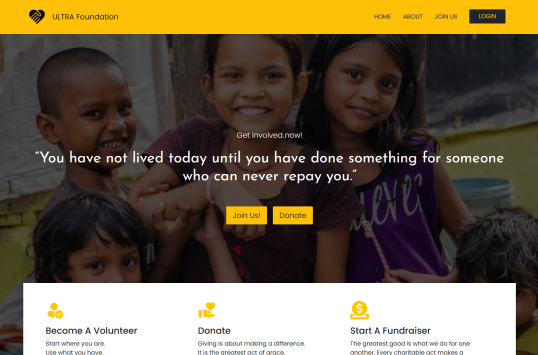 ULTRA Foundation
HOME ABOUT JOIN US LOGIN
Get involved now!
“You have not lived today until you have done something for someone
who can never repay you.”
Join Us! Donate
Become A Volunteer
Start where you are.
Use what you have.
Donate
Giving is about making a difference.
It is the greatest act of grace.
Start A Fundraiser
The greatest good is what we do for one
another. Every charitable act makes a